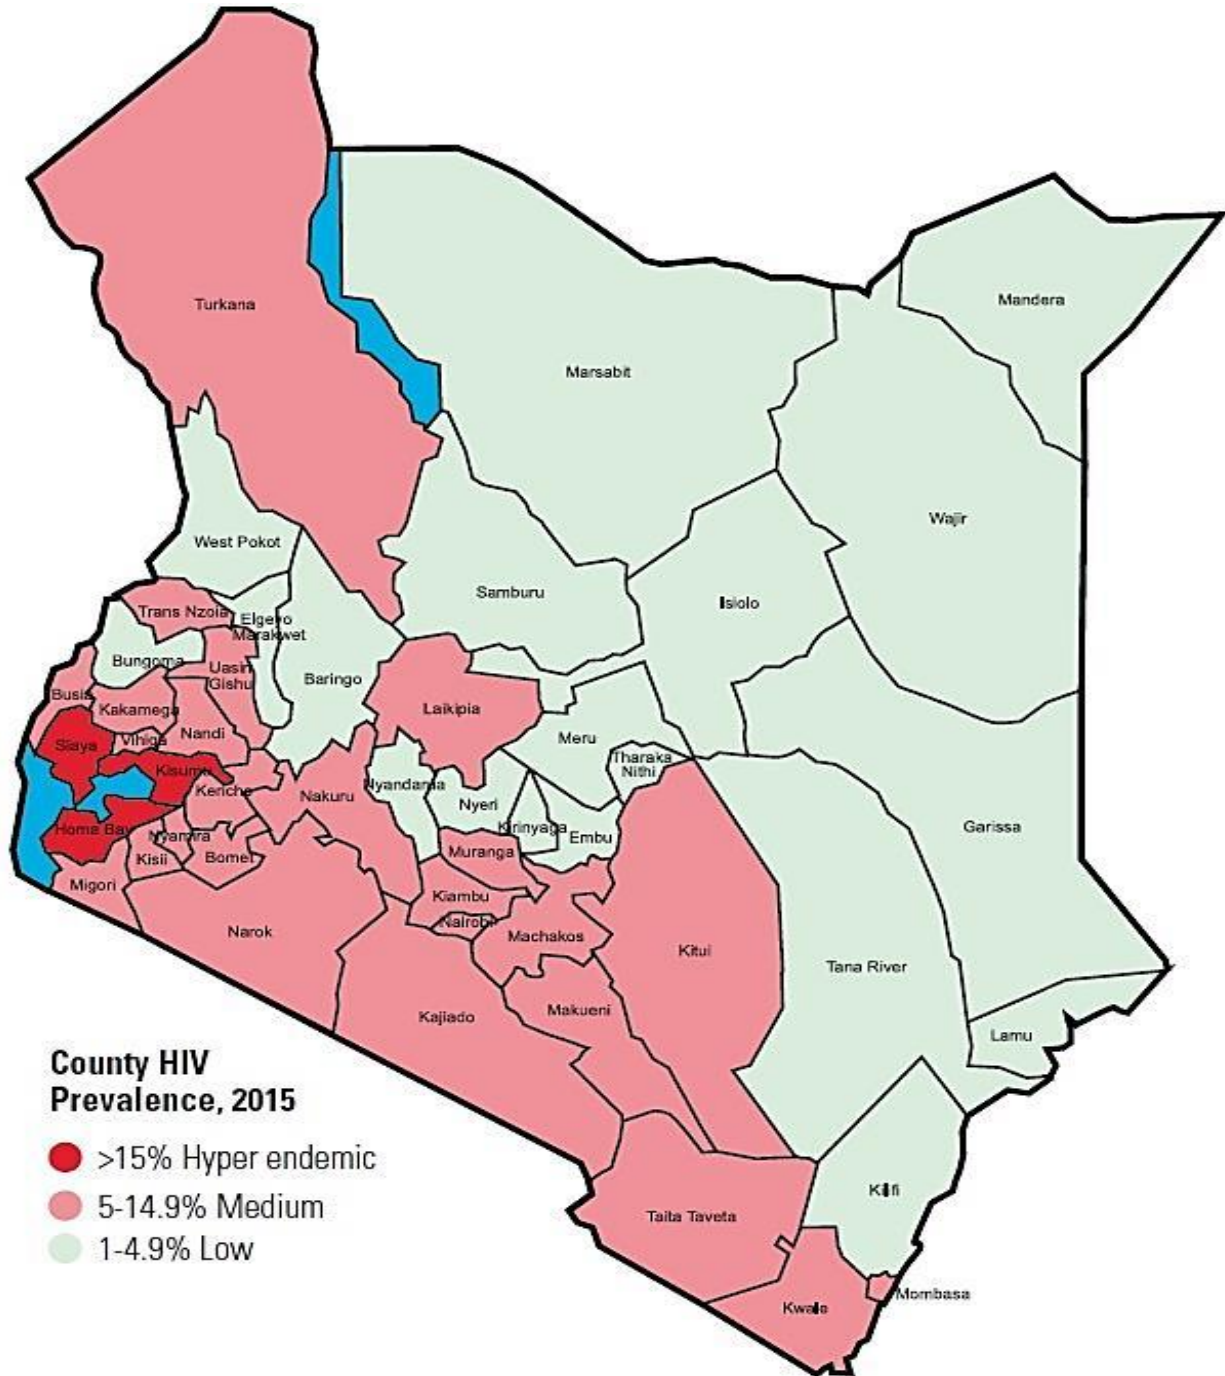 Turkana
Mandera
Marsabit
Wajir
West Pokot
Samburu
Isiolo
Trans Nzoia
Elgeyo
Marakwet
Bungoma
Uasin
Gishu
Baringo
Busia
Kakamega
Laikipia
Nandi
Vihiga
Siaya
Meru
Tharaka
Nithi
Kisumu
Kericho
Nakuru
Nyandarua
Nyeri
Kirinyaga
Embu
Garissa
Homa Bay
Nyamira
Kisii
Bomet
Muranga
Migori
Kiambu
Nairobi
Narok
Machakos
Kitui
Tana River
Kajiado
Makueni
Lamu
County HIV
Prevalence, 2015
>15% Hyper endemic
5-14.9% Medium
1-4.9% Low
Kilifi
Taita Taveta
Mombasa
Kwale